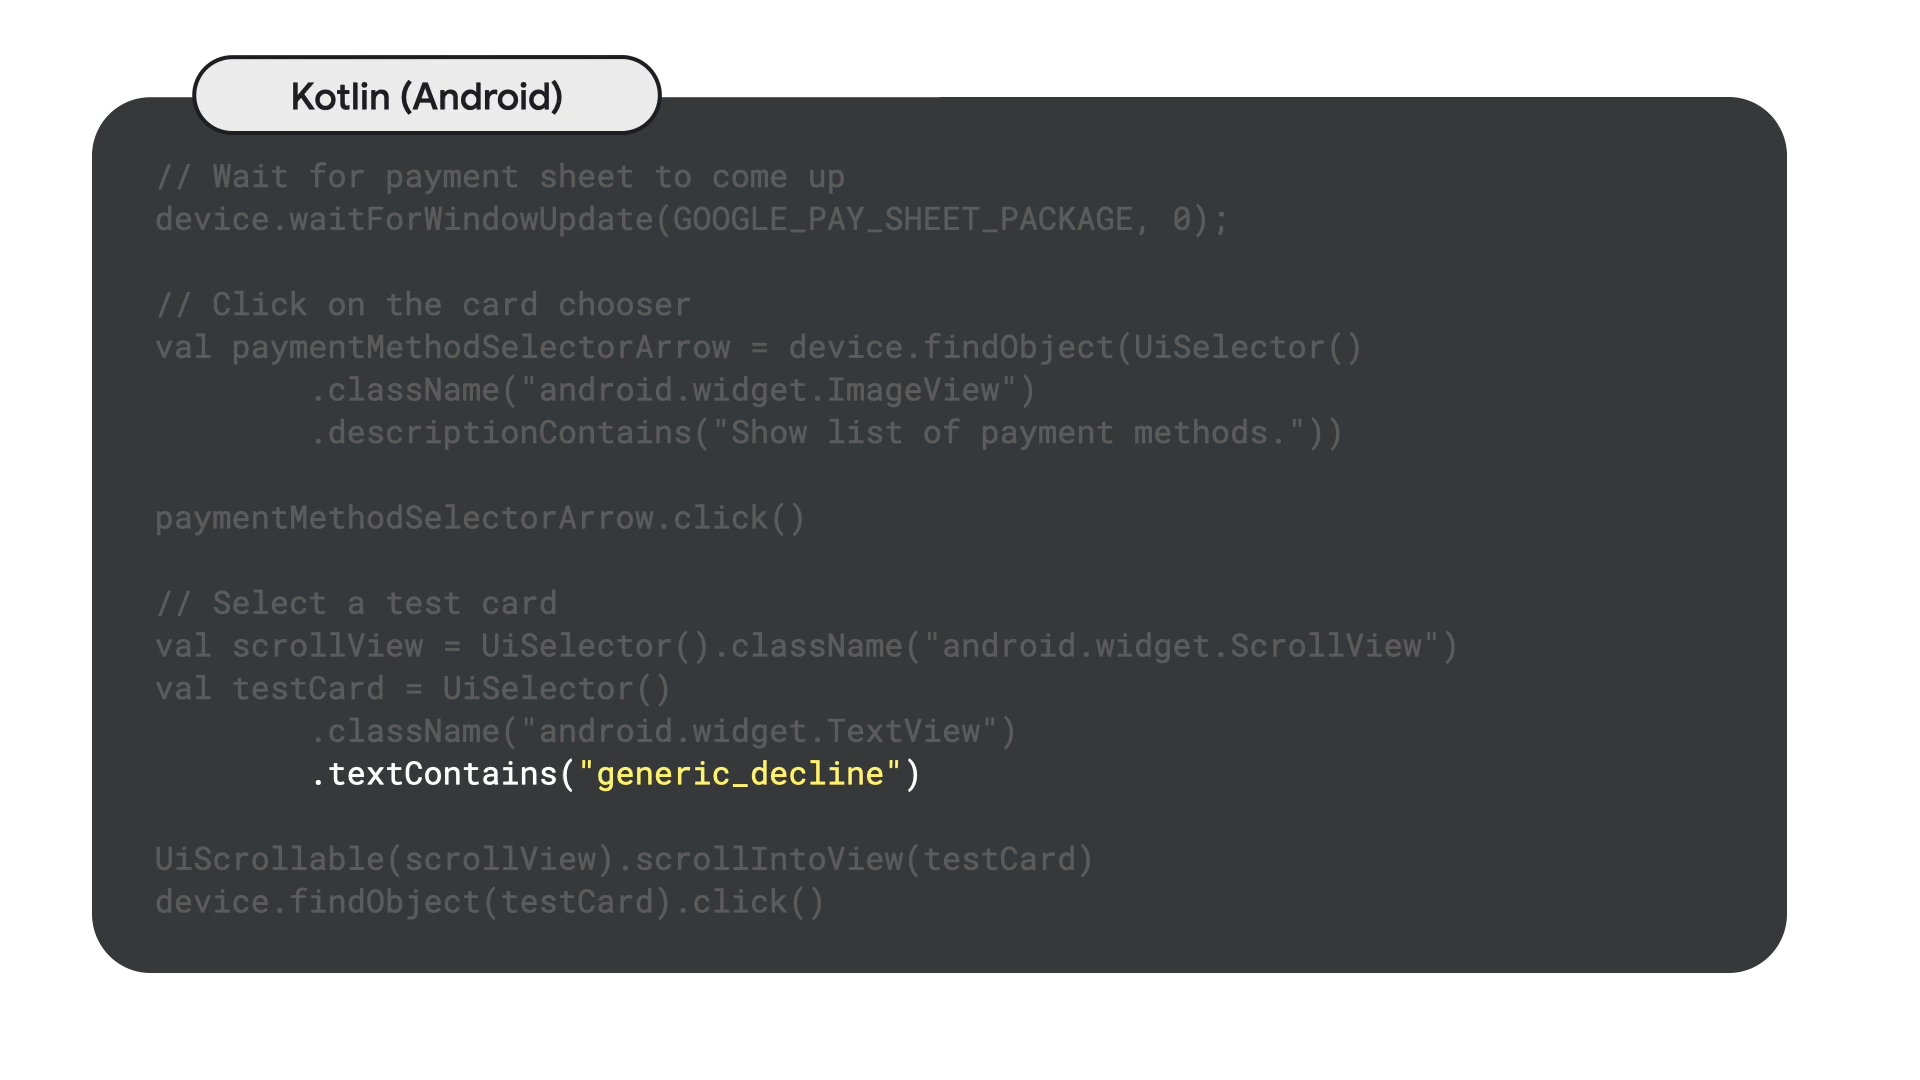 Kotlin (Android)
// Wait for payment sheet to come up
device.waitForWindowUpdate(GOOGLE_PAY_SHEET_PACKAGE, 0);
// Click on the card chooser
val paymentMethodSelectorArrow = device.findObject(UiSelector()
.className("android.widget.ImageView")
.descriptionContains("Show list of payment methods."))
paymentMethodSelectorArrow.click()
// Select a test card
val scrollView = UiSelector().className("android.widget.ScrollView")
val testCard = UiSelector()
.className("android.widget.TextView")
.textContains("generic_decline")
UiScrollable(scrollView).scrollIntoView(testCard)
device.findObject(testCard).click()